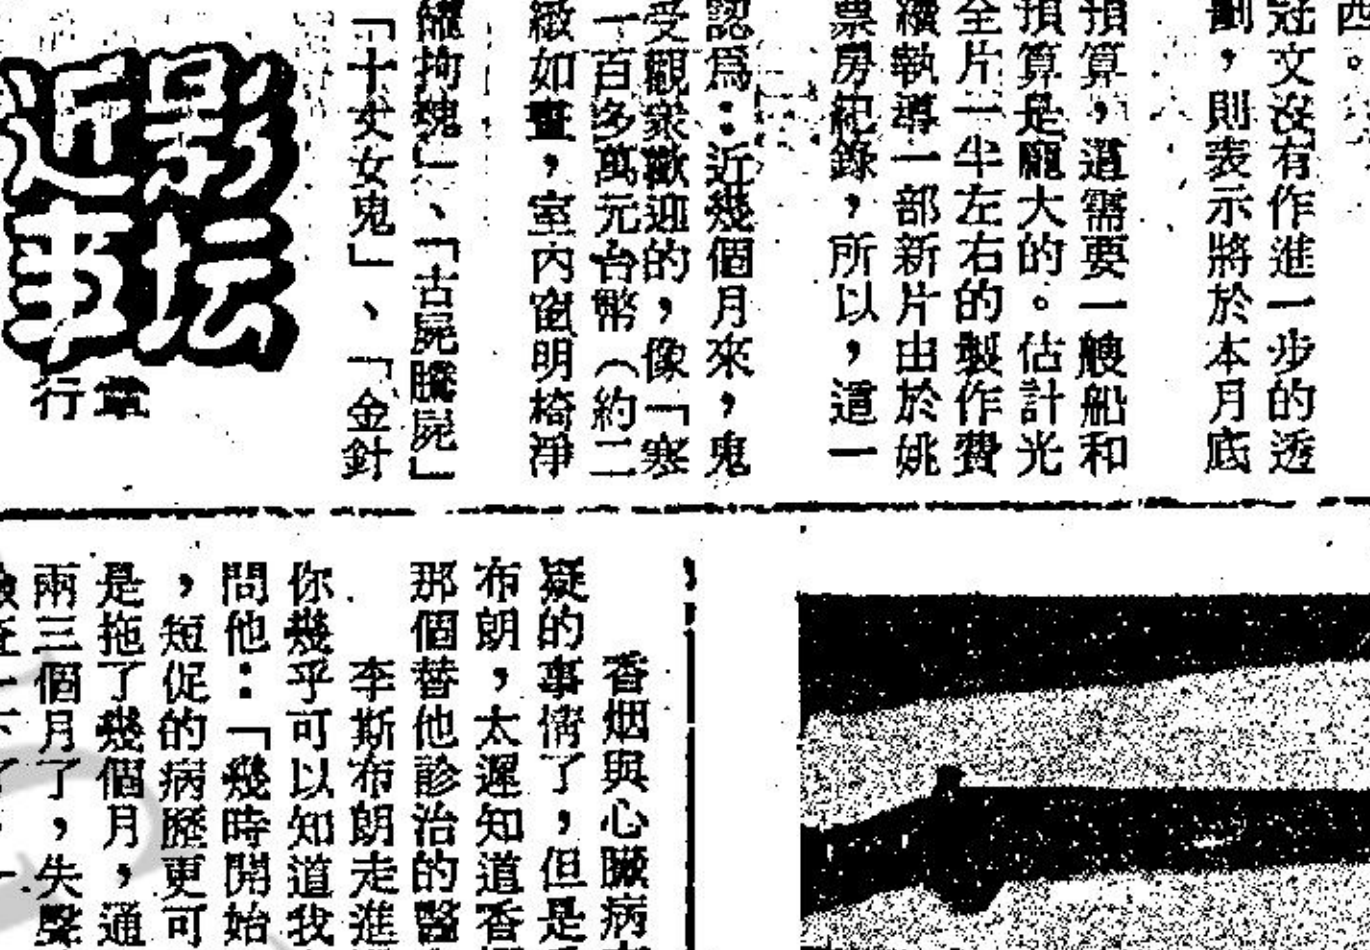 西。
冠文沒有作進一步的透
劃，則表示將於本月底
預算，還需要一艘船和
預算是龐大的。估計光
全片一半左右的製作費
續執導一部新片由於姚
票房紀錄，所以，這一
認爲：近幾個月來，鬼
受觀衆歡迎的，像「寒
一百多萬元台幣（約二
緻如畫，室內窗明椅淨
拘魂」、「古屍騰屍」
「十丈女鬼」、「金針
影坛
近事
章行
香烟與心臟病
疑的事情了，但是
布朗，太遲知道香
那個替他診治的醫
李斯布朗走進
你幾乎可以知道我
問他：「幾時開始
，短促的病歷更可
是拖了幾個月，通
兩三個月了，失聲
查一下了